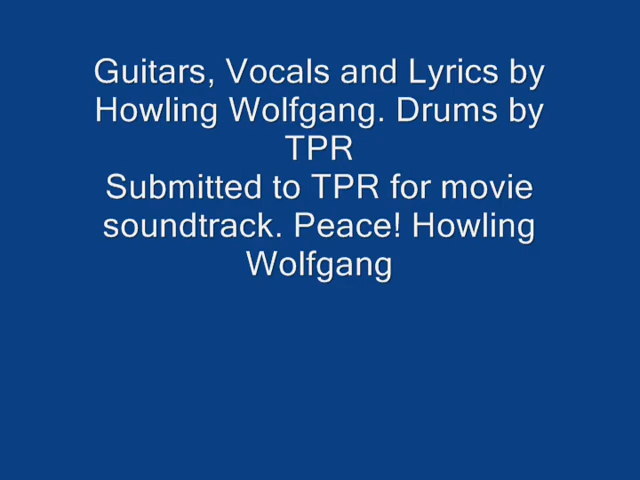 Guitars, Vocals and Lyrics by
Howling Wolfgang. Drums by
TPR
Submitted to TPR for movie
soundtrack. Peace! Howling
Wolfgang